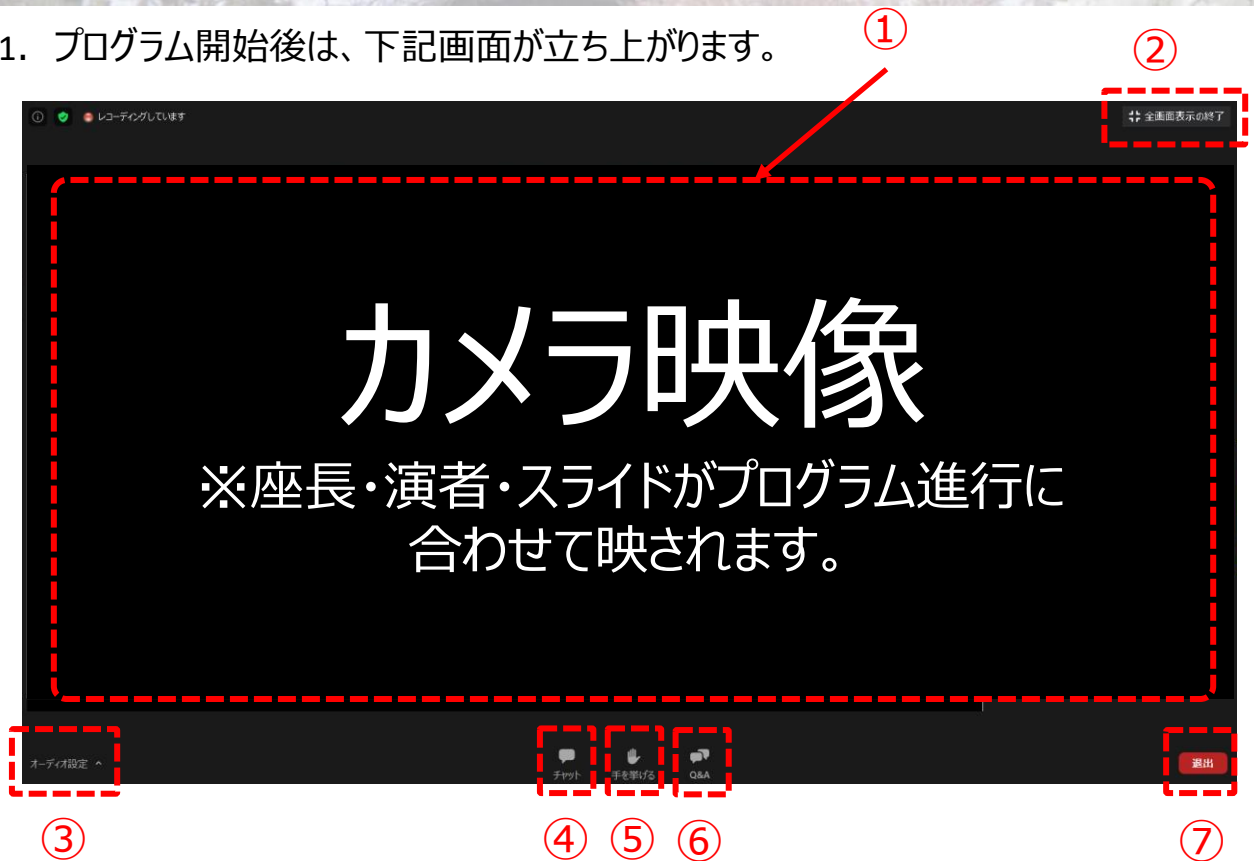 ①
1. プログラム開始後は、下記画面が立ち上がります。
②
レコーディングしています
全画面表示の終了
カメラ映像
※座長・演者・スライドがプログラム進行に
合わせて映されます。
オーディオ設定 ^
チャット
手を挙げる
Q&A
退出
③
④
⑤
⑥
⑦